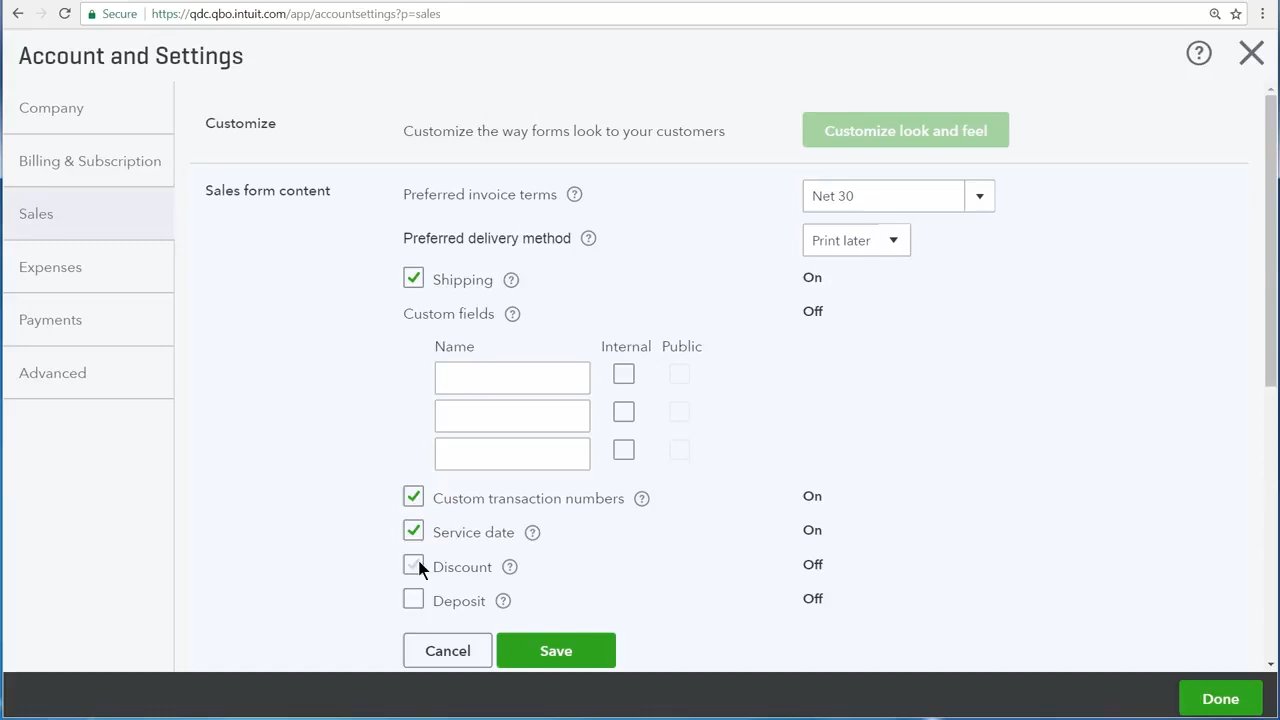 Secure https://qdc.qbo.intuit.com/app/accountsettings?p=sales
Account and Settings
Company
Billing & Subscription
Sales
Expenses
Payments
Advanced
Customize Customize the way forms look to your customers Customize look and feel
Sales form content Preferred invoice terms ? Net 30
Preferred delivery method ? Print later
Shipping ? On
Custom fields ? Off
Name Internal Public
Custom transaction numbers ? On
Service date ? On
Discount ? Off
Deposit ? Off
Cancel Save
Done